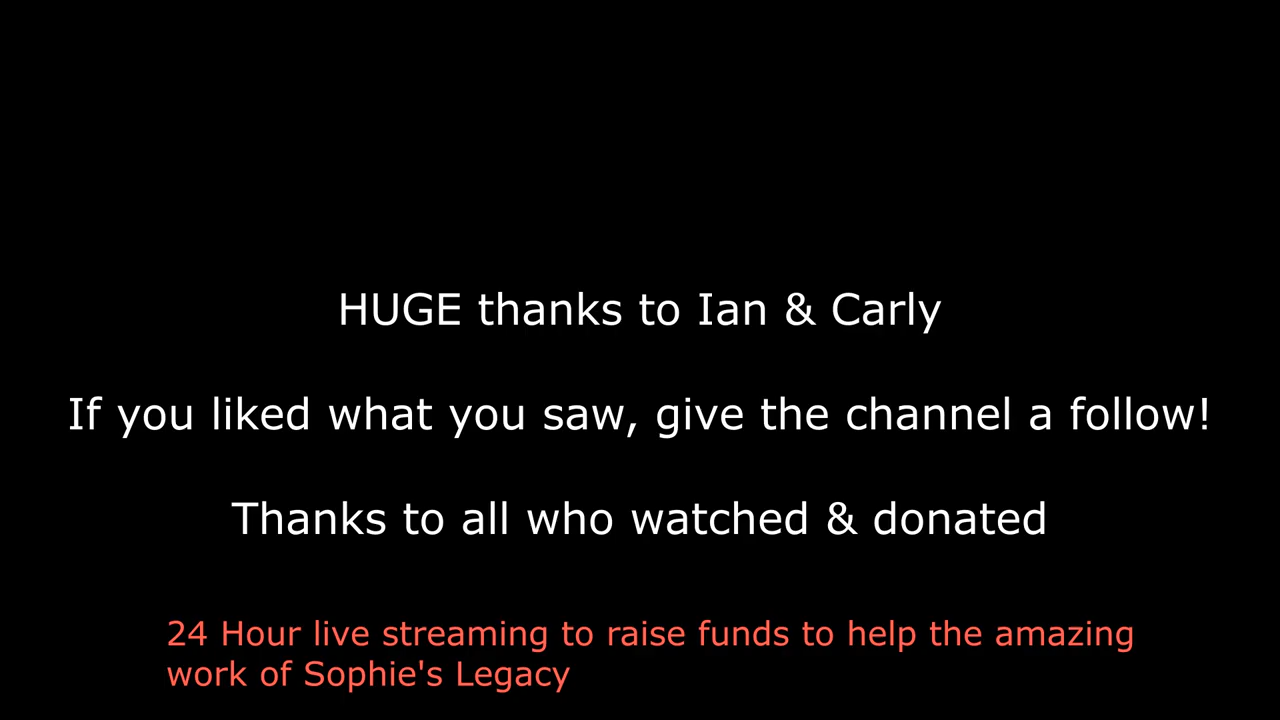 HUGE thanks to Ian & Carly
If you liked what you saw, give the channel a follow!
Thanks to all who watched & donated
24 Hour live streaming to raise funds to help the amazing
work of Sophie's Legacy